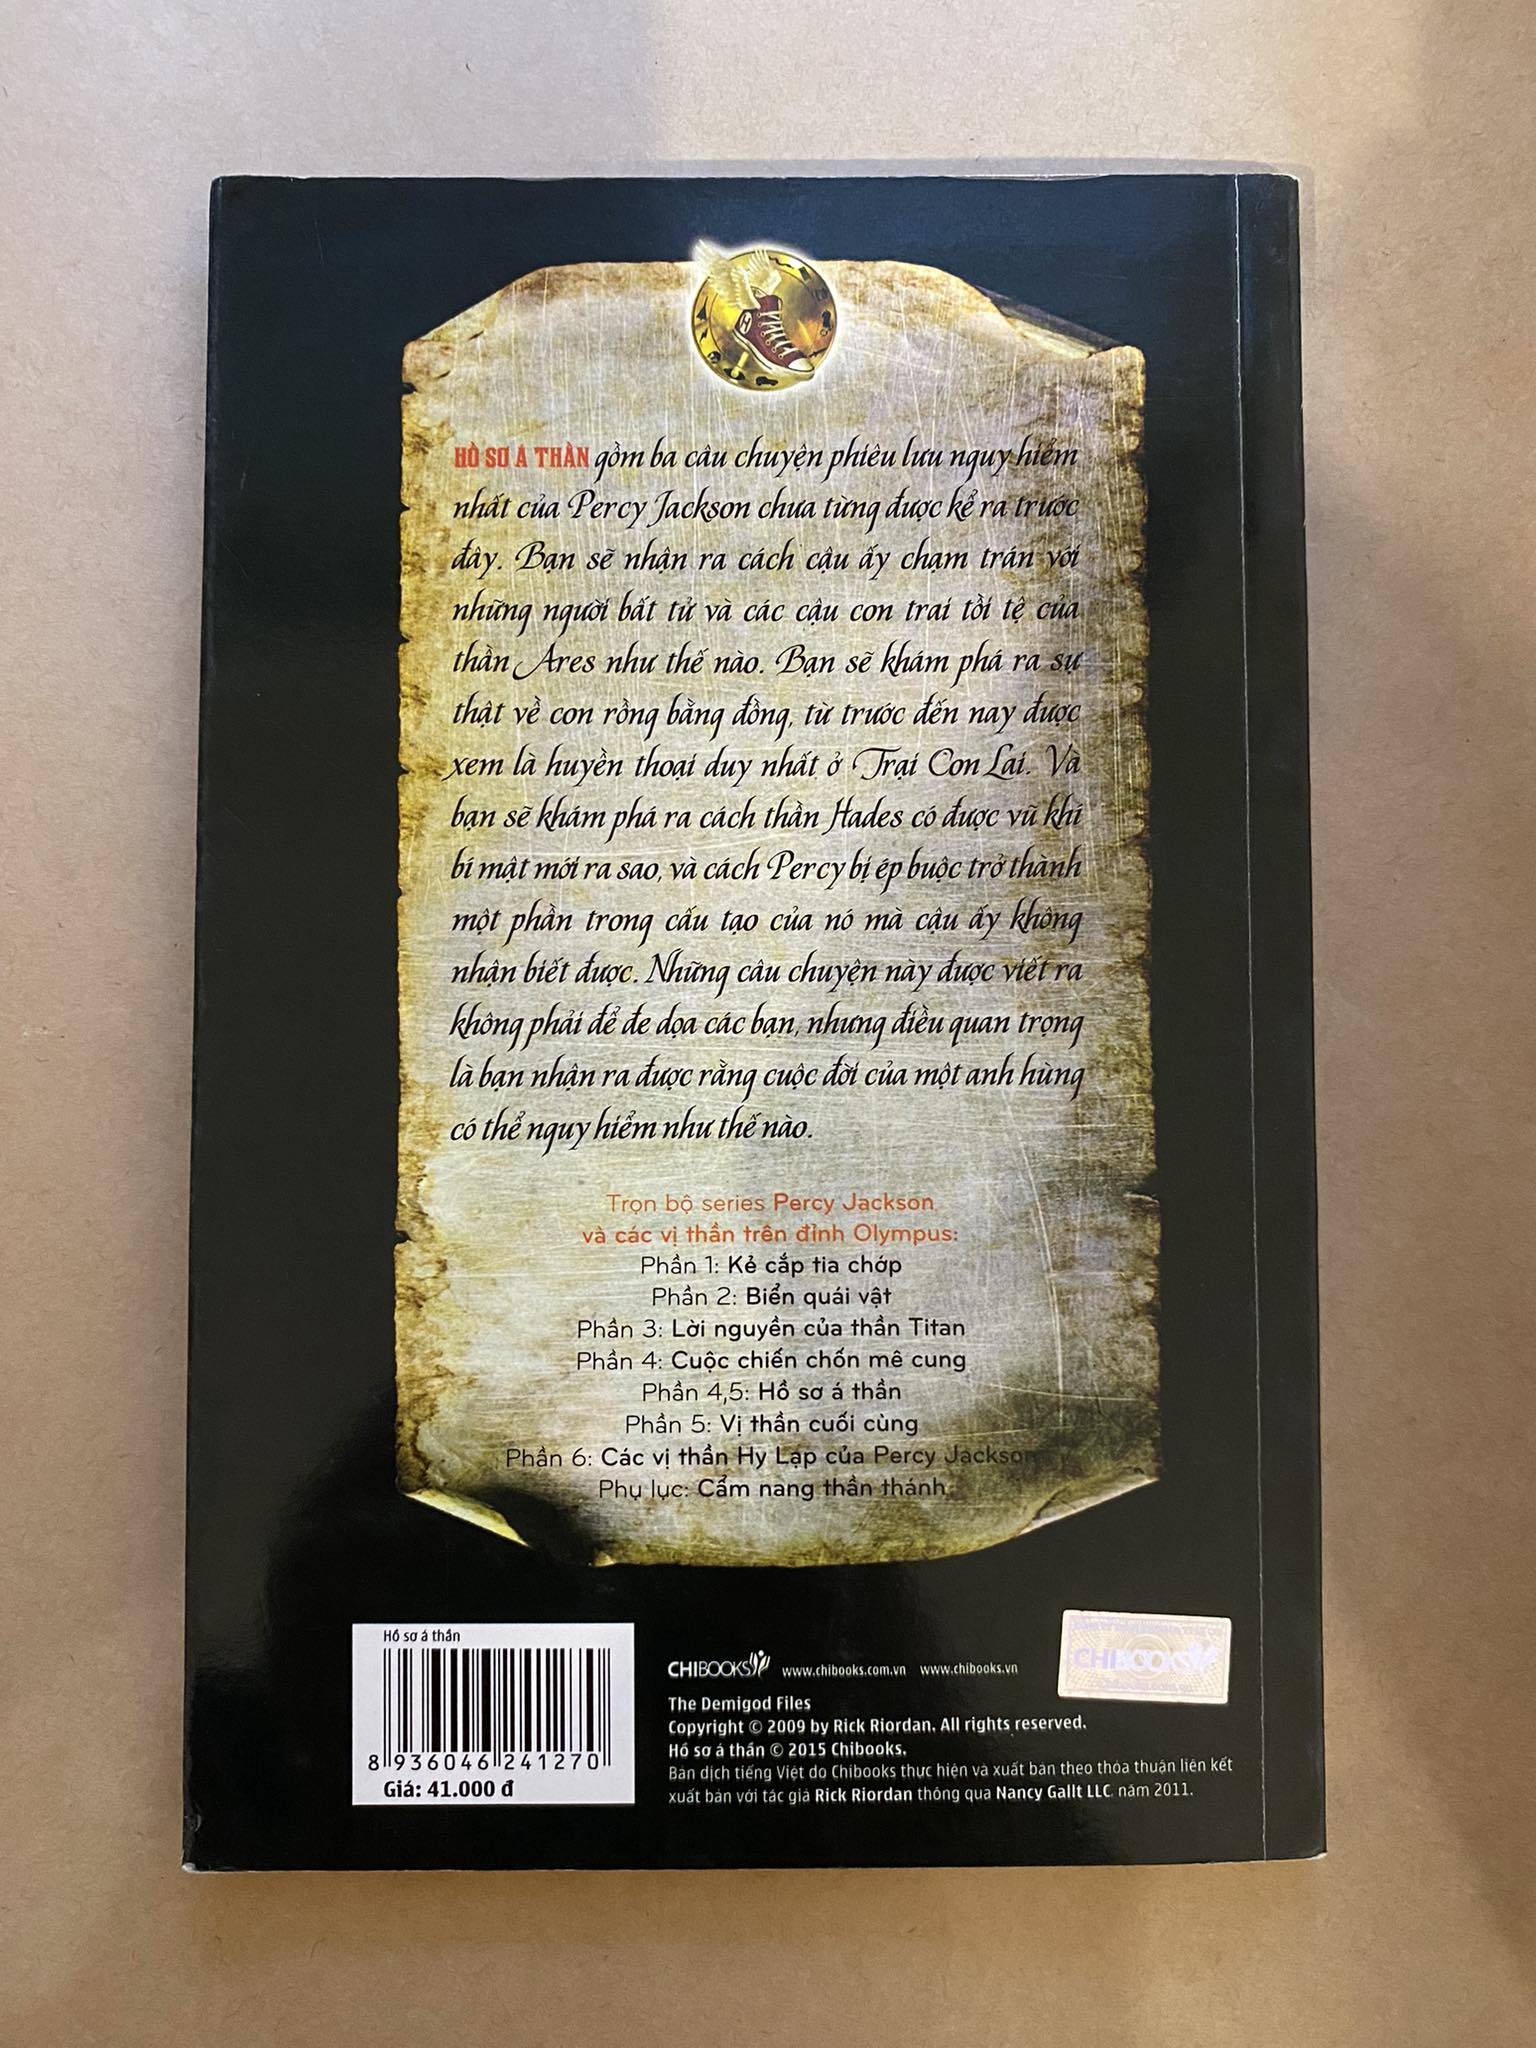 HỒ SƠ Á THẦN gồm ba câu chuyện phiêu lưu nguy hiểm
nhất của Percy Jackson chưa từng được kể ra trước
đây. Bạn sẽ nhận ra cách cậu ấy chạm trán với
những người bất tử và các cậu con trai tồi tệ của
thần Ares như thế nào. Bạn sẽ khám phá ra sự
thật về con rồng bằng đồng, từ trước đến nay được
xem là huyền thoại duy nhất ở Trại Con Lai. Và
bạn sẽ khám phá ra cách thần Hades có được vũ khí
bí mật mới ra sao, và cách Percy bị ép buộc trở thành
một phần trong cấu tạo của nó mà cậu ấy không
nhận biết được. Những câu chuyện này được viết ra
không phải để đe dọa các bạn, nhưng điều quan trọng
là bạn nhận ra được rằng cuộc đời của một anh hùng
có thể nguy hiểm như thế nào.
Trọn bộ series Percy Jackson
và các vị thần trên đỉnh Olympus:
Phần 1: Kẻ cắp tia chớp
Phần 2: Biển quái vật
Phần 3: Lời nguyền của thần Titan
Phần 4: Cuộc chiến chốn mê cung
Phần 4,5: Hồ sơ á thần
Phần 5: Vị thần cuối cùng
Phần 6: Các vị thần Hy Lạp của Percy Jackson
Phụ lục: Cẩm nang thần thánh
Hồ sơ á thần
8 936046 241270
Giá: 41.000 đ
CHIBOOKS www.chibooks.com.vn www.chibooks.vn
The Demigod Files
Copyright © 2009 by Rick Riordan. All rights reserved.
Hồ sơ á thần © 2015 Chibooks.
Bản dịch tiếng Việt do Chibooks thực hiện và xuất bản theo thỏa thuận liên kết
xuất bản với tác giả Rick Riordan thông qua Nancy Gallt LLC, năm 2011.
CHIBOOKS